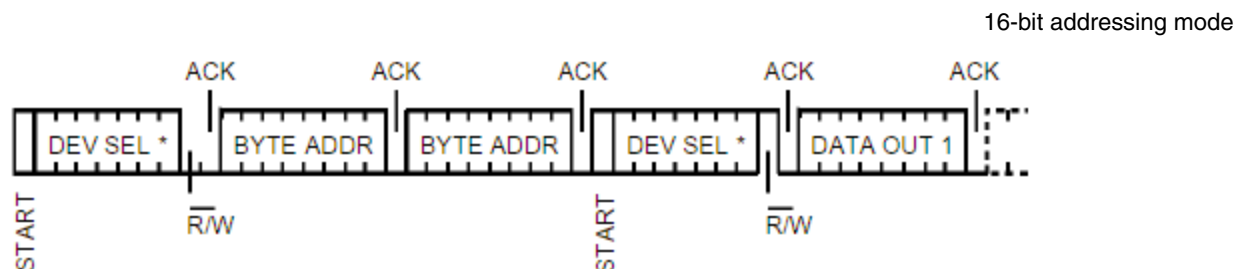 16-bit addressing mode
ACK ACK ACK ACK ACK
DEV SEL * BYTE ADDR BYTE ADDR DEV SEL * DATA OUT 1
START R/W START R/W